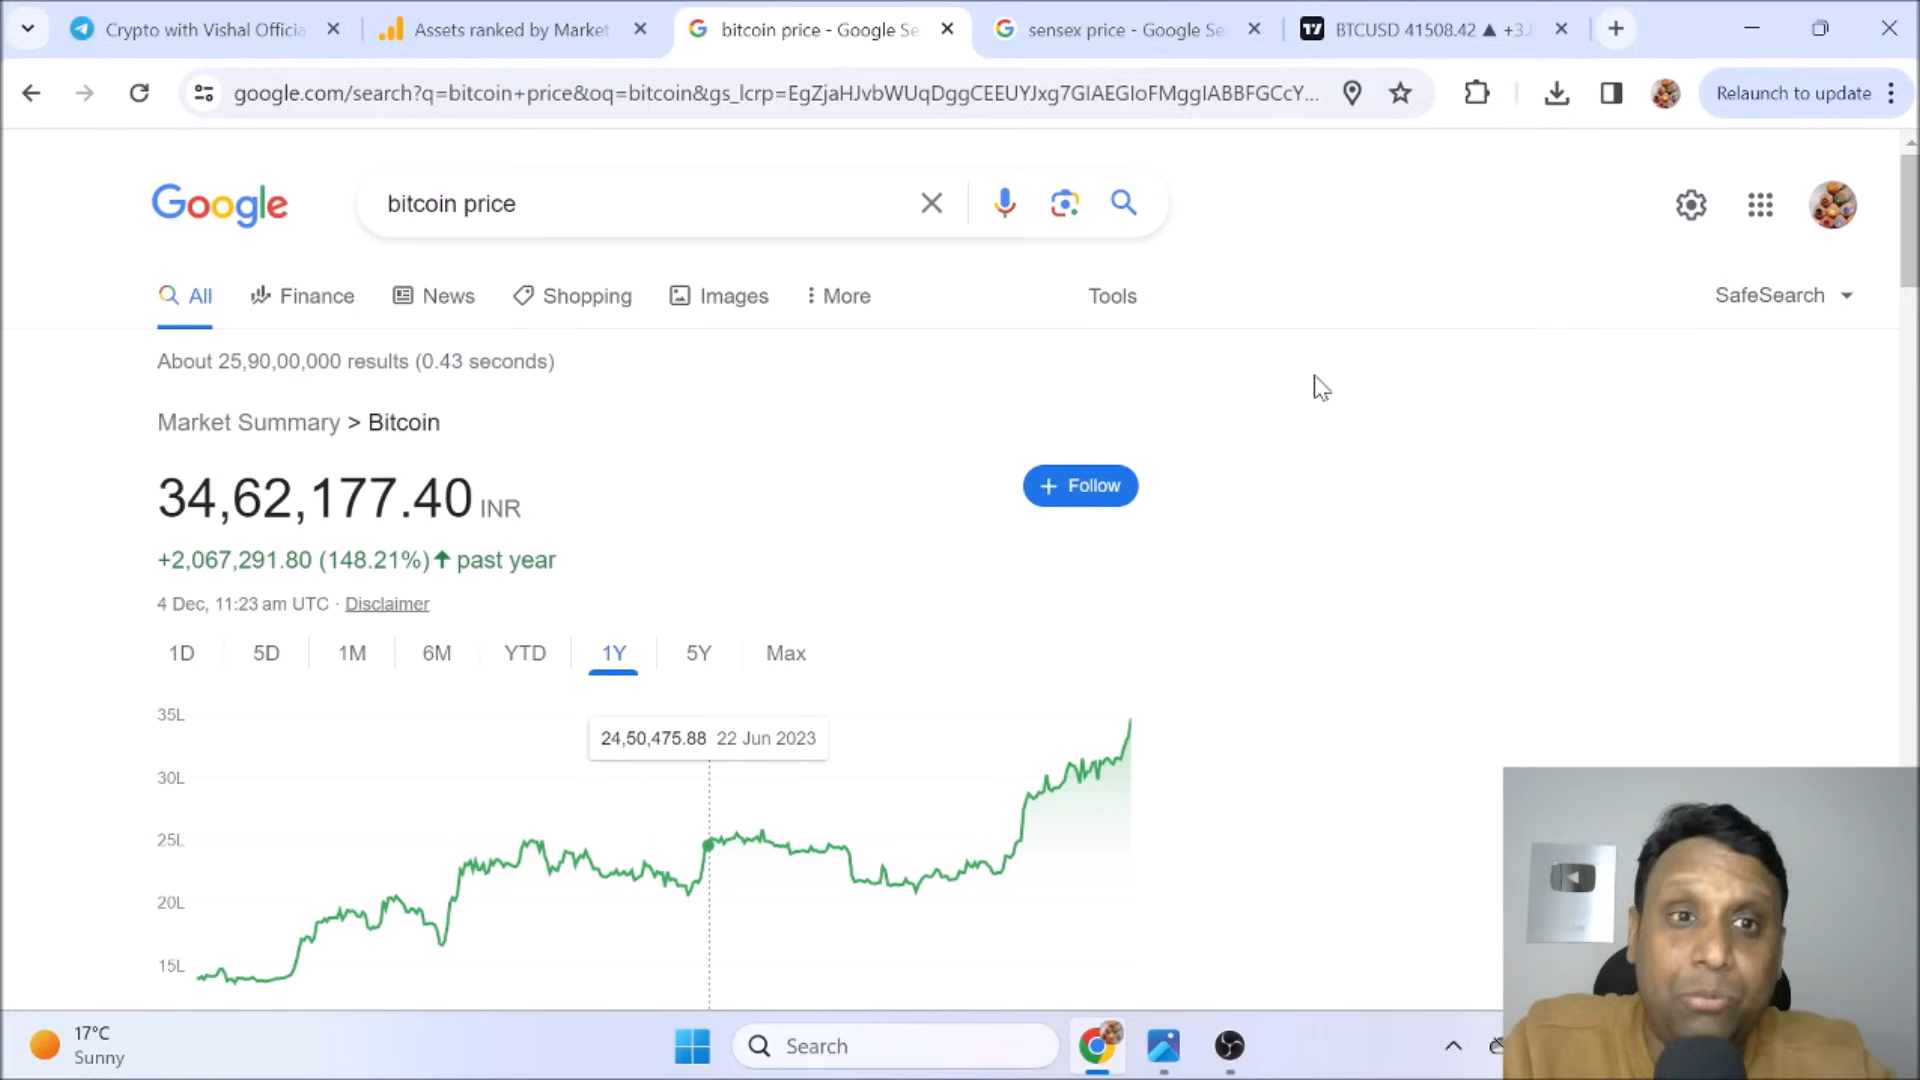 Crypto with Vishal Officia
Assets ranked by Market
bitcoin price - Google Se
sensex price - Google Se
BTCUSD 41508.42 ▲ +3.
google.com/search?q=bitcoin+price&oq=bitcoin&gs_lcrp=EgZjaHJvbWUqDggCEEUYJxg7GIAEGIoFMggIABBFGCcY...
Relaunch to update
Google
bitcoin price
All
Finance
News
Shopping
Images
More
Tools
SafeSearch
About 25,90,00,000 results (0.43 seconds)
Market Summary > Bitcoin
34,62,177.40 INR
+ Follow
+2,067,291.80 (148.21%) ↑ past year
4 Dec, 11:23 am UTC · Disclaimer
1D
5D
1M
6M
YTD
1Y
5Y
Max
35L
24,50,475.88 22 Jun 2023
30L
25L
20L
15L
17°C
Sunny
Search